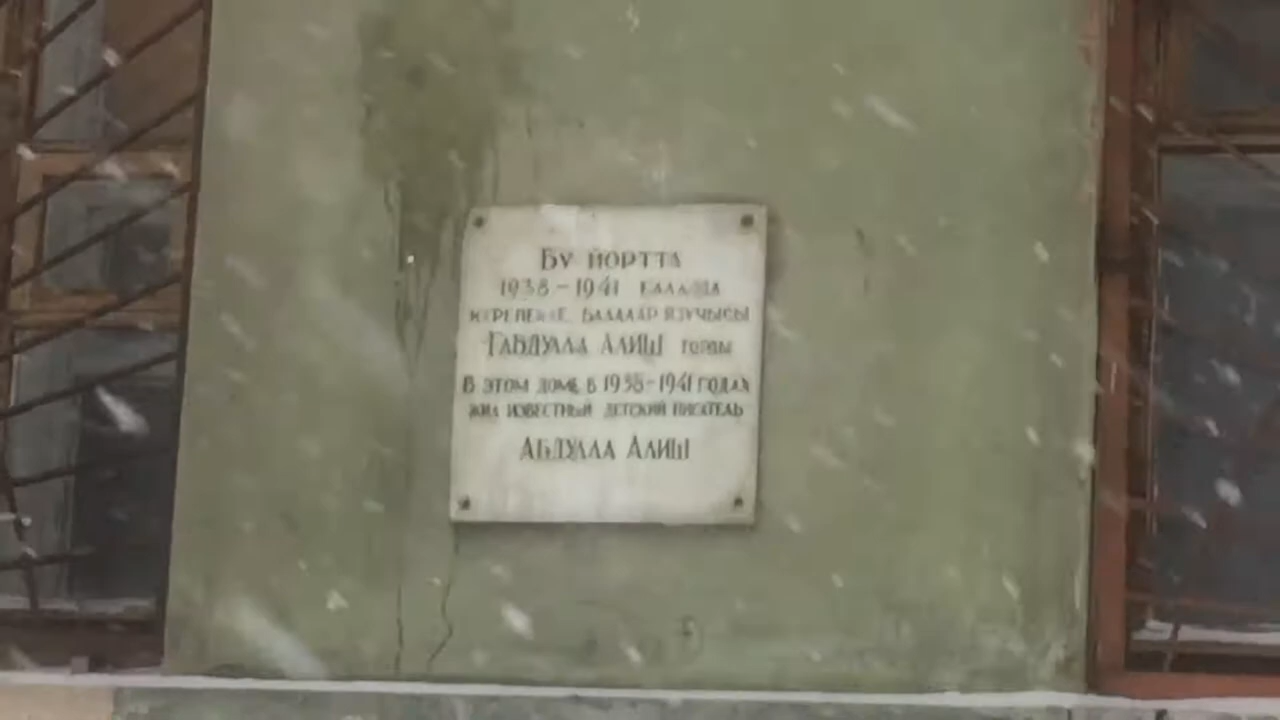 Бу йортта
1938-1941 елларда
күренекле балалар язучысы
Габдулла Алиш торды
В этом доме в 1938-1941 годах
жил известный детский писатель
Абдулла Алиш